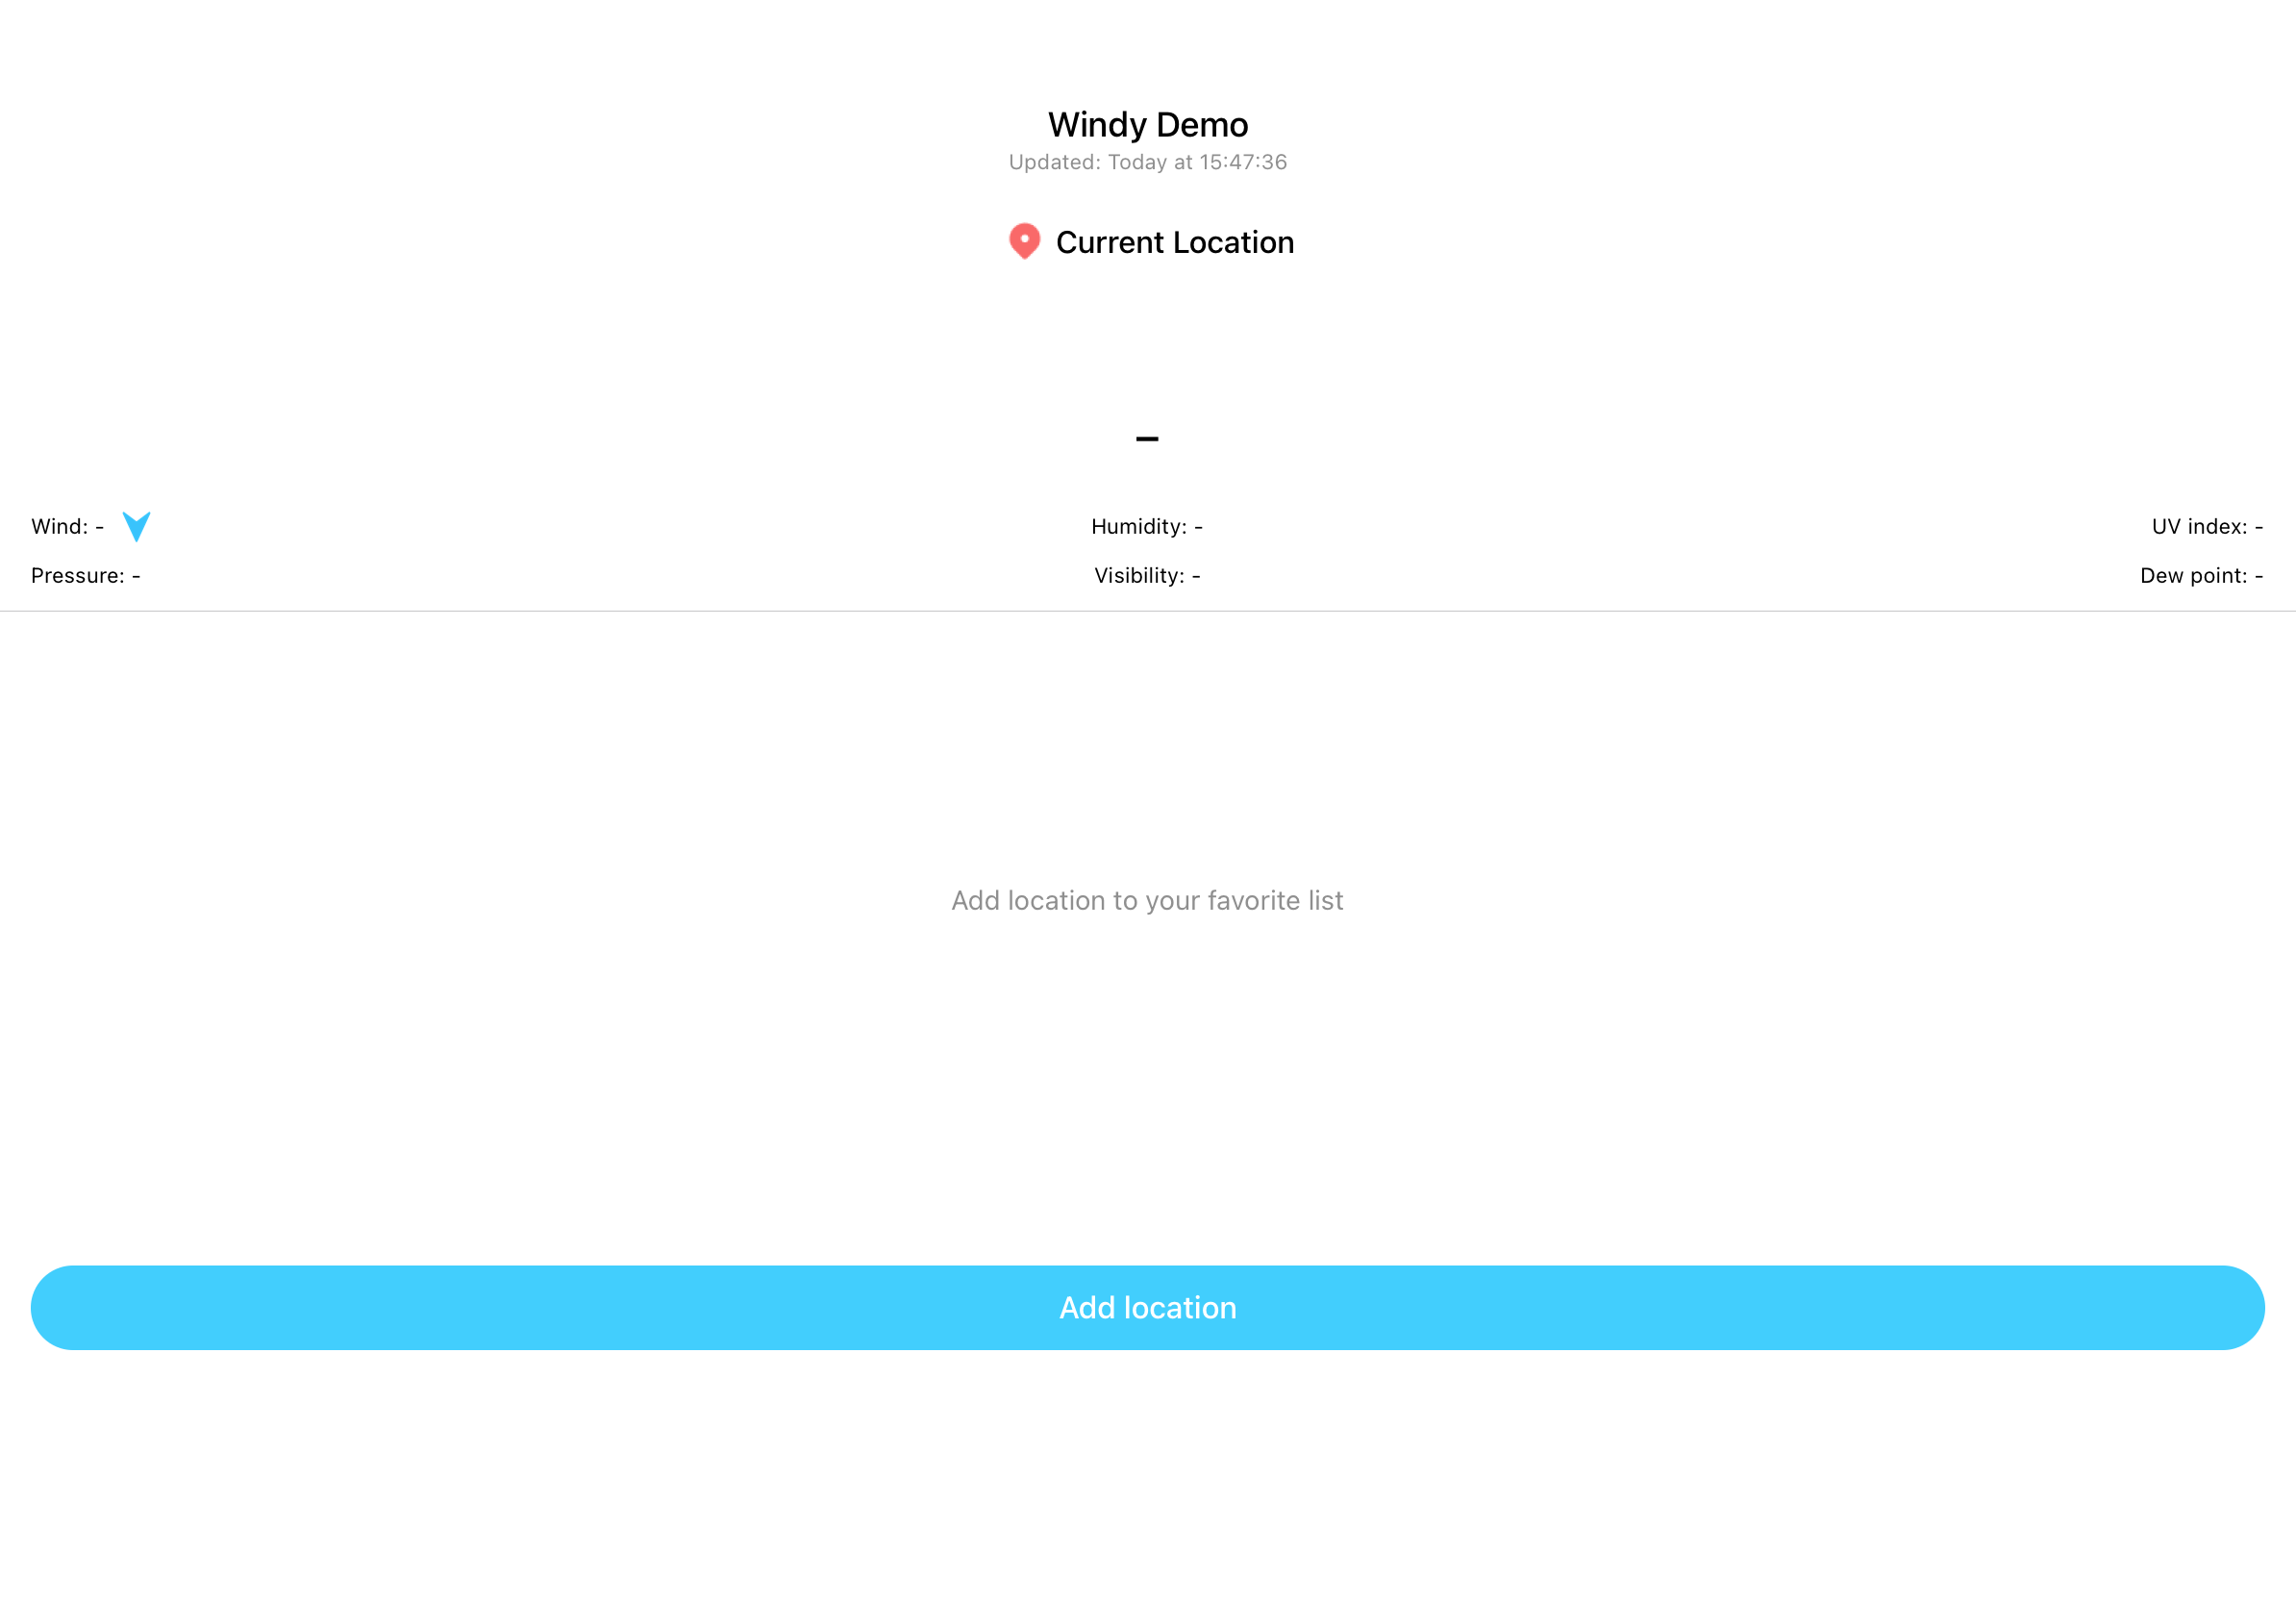 Windy Demo
Updated: Today at 15:47:36
Current Location
–
Wind: -
Humidity: -
UV index: -
Pressure: -
Visibility: -
Dew point: -
Add location to your favorite list
Add location